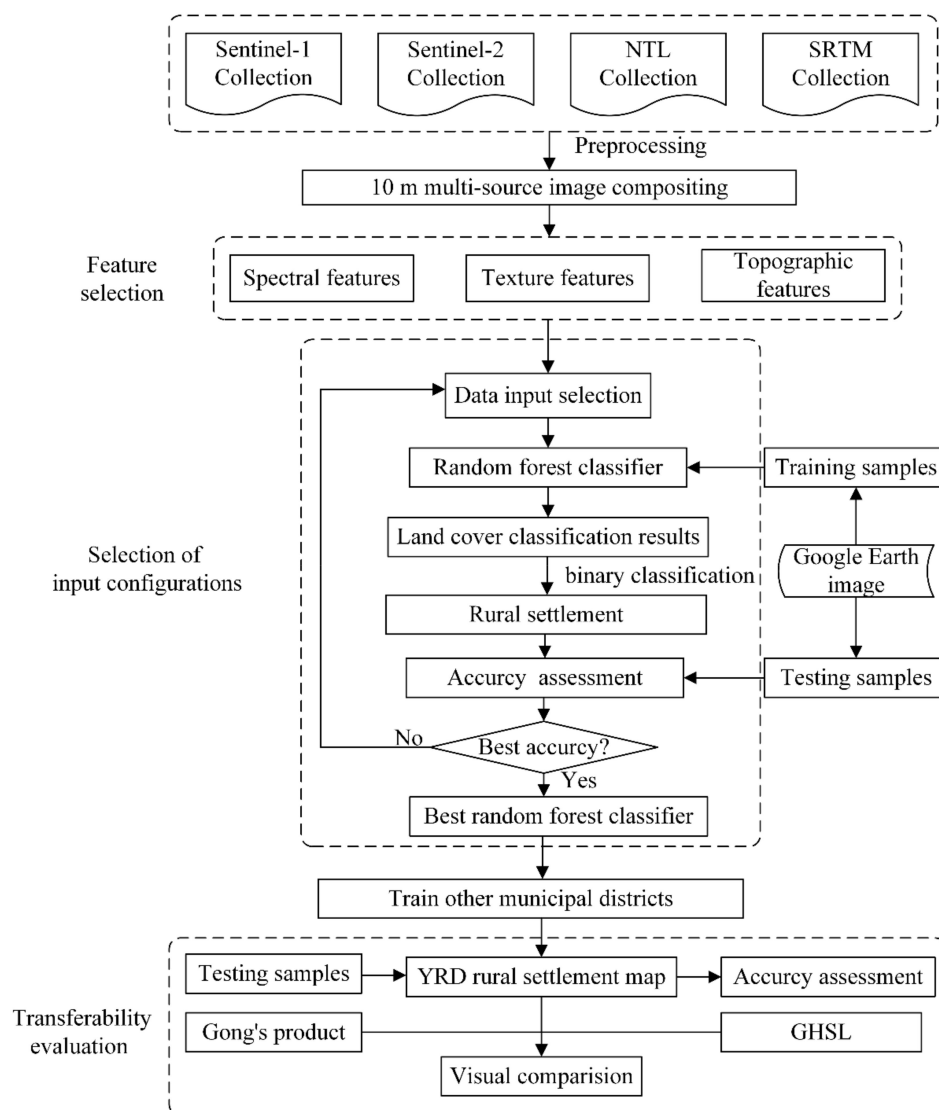 Sentinel-1
Collection
Sentinel-2
Collection
NTL
Collection
SRTM
Collection
Preprocessing
10 m multi-source image compositing
Feature
selection
Spectral features
Texture features
Topographic
features
Data input selection
Random forest classifier
Training samples
Land cover classification results
Selection of
input configurations
binary classification
Google Earth
image
Rural settlement
Accurcy assessment
Testing samples
No
Best accurcy?
Yes
Best random forest classifier
Train other municipal districts
Transferability
evaluation
Testing samples
YRD rural settlement map
Accurcy assessment
Gong's product
GHSL
Visual comparision